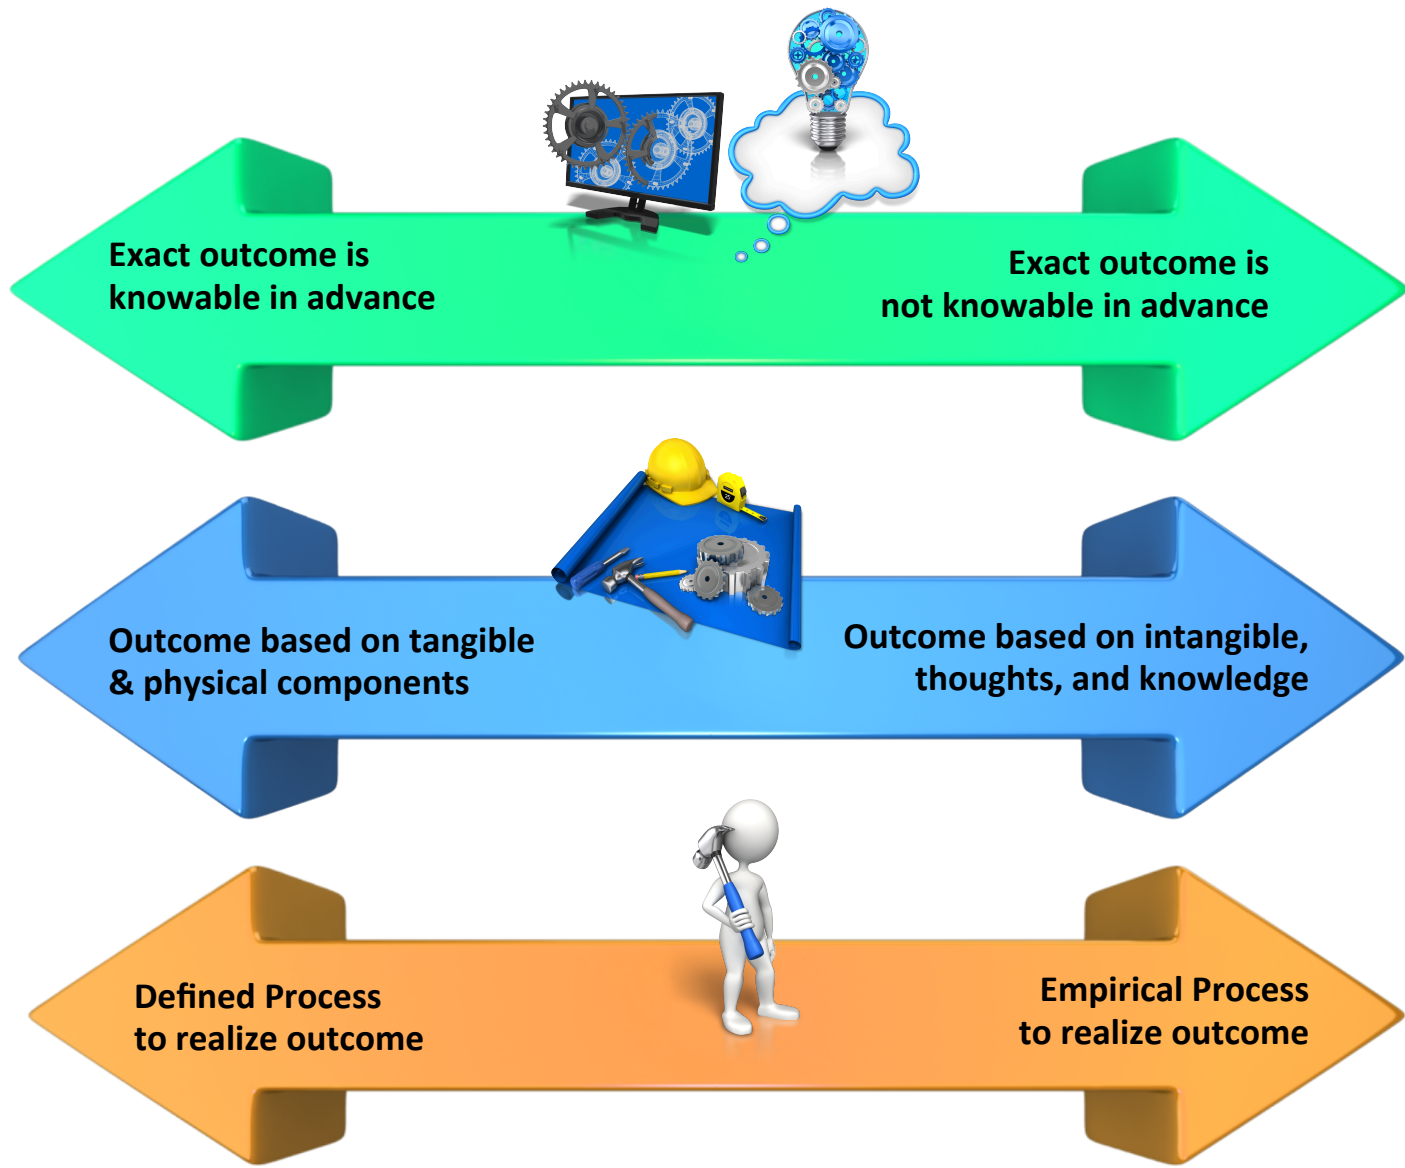 Exact outcome is
knowable in advance
Exact outcome is
not knowable in advance
Outcome based on tangible
& physical components
Outcome based on intangible,
thoughts, and knowledge
Defined Process
to realize outcome
Empirical Process
to realize outcome